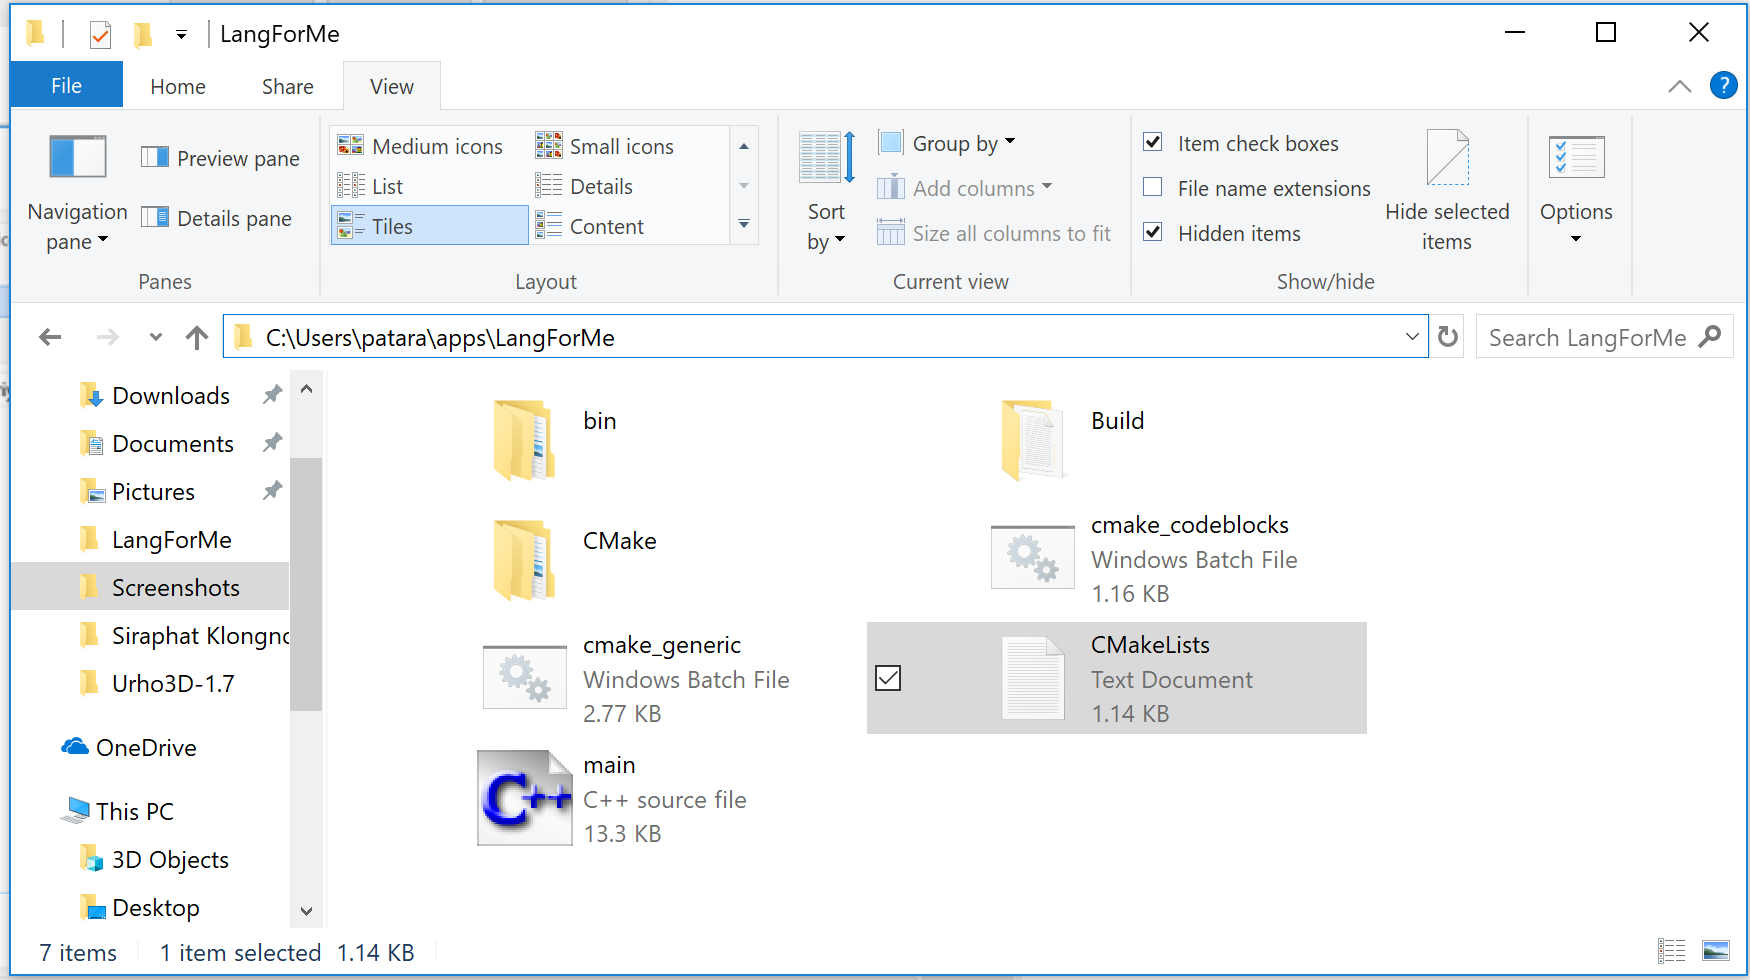 LangForMe
File
Home
Share
View
?
Navigation
pane
Preview pane
Details pane
Panes
Medium icons
Small icons
List
Details
Tiles
Content
Layout
Sort
by
Group by
Add columns
Size all columns to fit
Current view
Item check boxes
File name extensions
Hidden items
Hide selected
items
Show/hide
Options
C:\Users\patara\apps\LangForMe
Search LangForMe
Downloads
Documents
Pictures
LangForMe
Screenshots
Siraphat Klongno
Urho3D-1.7
OneDrive
This PC
3D Objects
Desktop
bin
Build
CMake
cmake_codeblocks
Windows Batch File
1.16 KB
cmake_generic
Windows Batch File
2.77 KB
CMakeLists
Text Document
1.14 KB
C++
main
C++ source file
13.3 KB
7 items
1 item selected
1.14 KB